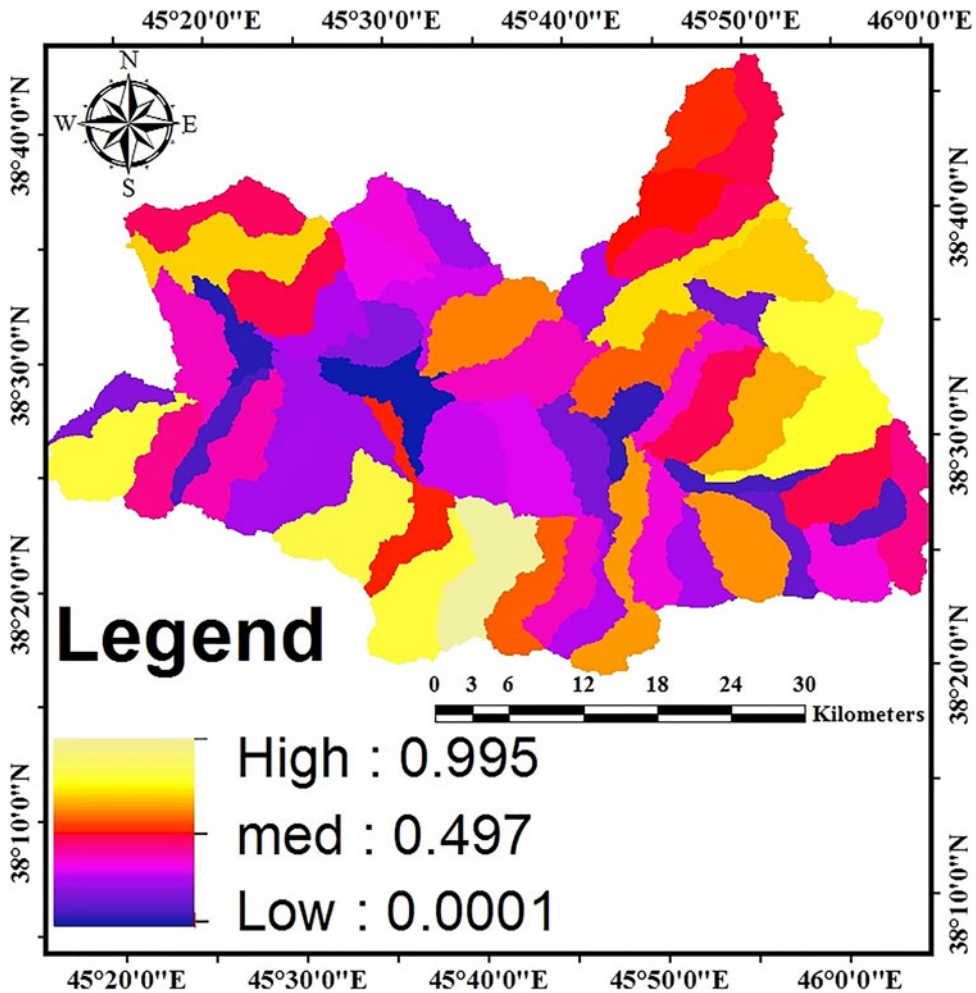 45°20'0"E 45°30'0"E 45°40'0"E 45°50'0"E 46°0'0"E
N
W E
S
38°40'0"N
38°30'0"N
38°20'0"N
38°10'0"N
38°40'0"N
38°30'0"N
38°20'0"N
38°10'0"N
Legend
0 3 6 12 18 24 30
Kilometers
High : 0.995
med : 0.497
Low : 0.0001
45°20'0"E 45°30'0"E 45°40'0"E 45°50'0"E 46°0'0"E